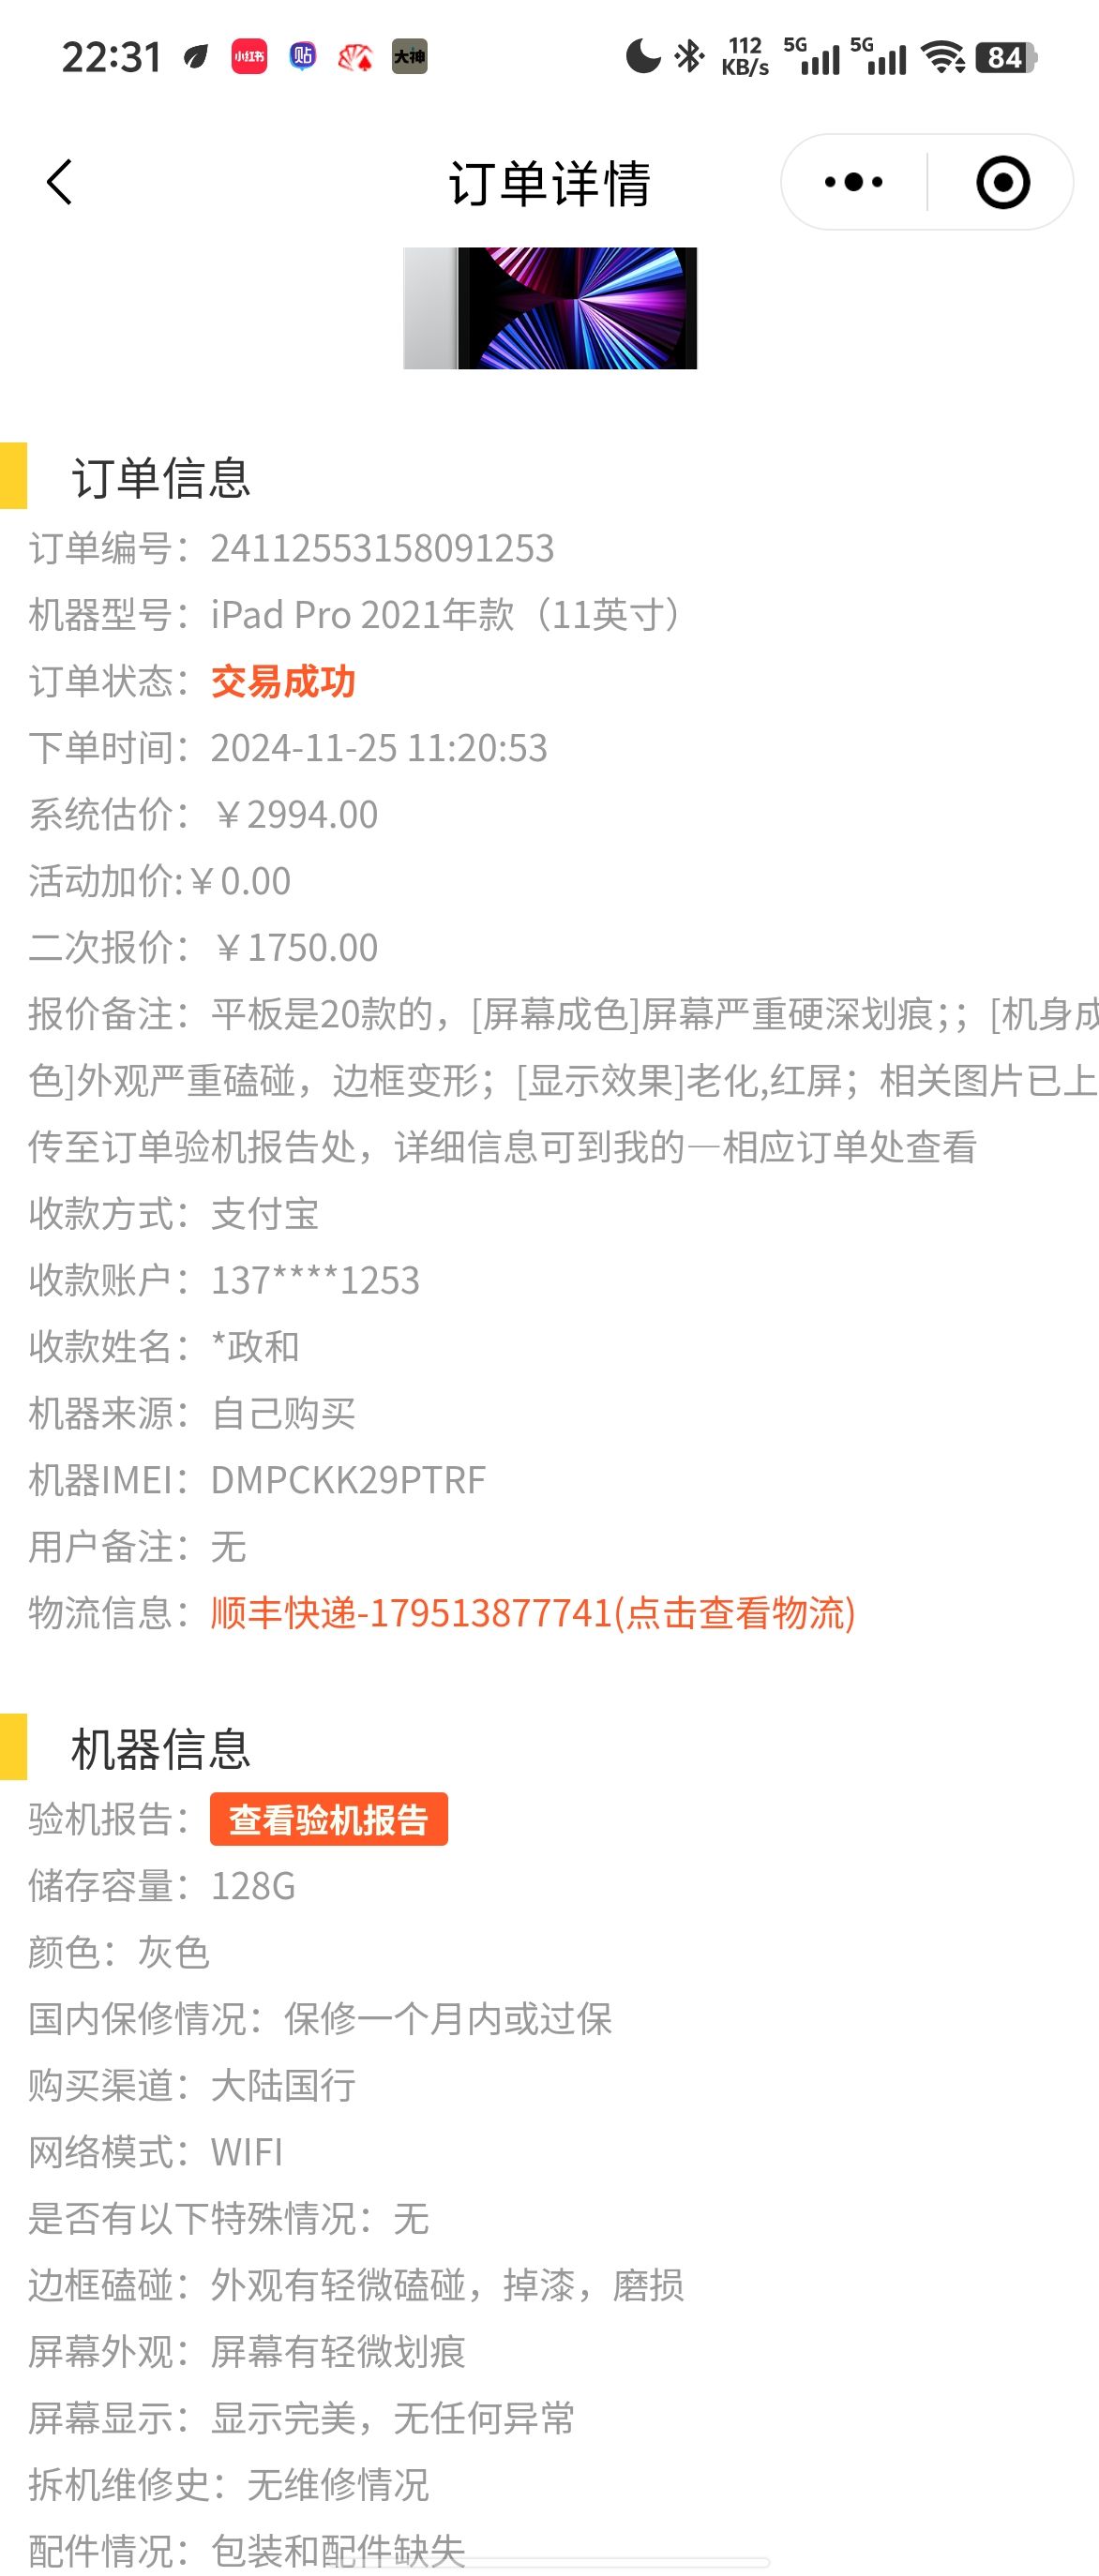 22:31
小红书
贴
大神
112
KB/s
5G
5G
84
订单详情
订单信息
订单编号：24112553158091253
机器型号：iPad Pro 2021年款（11英寸）
订单状态：交易成功
下单时间：2024-11-25 11:20:53
系统估价：￥2994.00
活动加价:￥0.00
二次报价：￥1750.00
报价备注：平板是20款的，[屏幕成色]屏幕严重硬深划痕;；[机身成
色]外观严重磕碰，边框变形；[显示效果]老化,红屏；相关图片已上
传至订单验机报告处，详细信息可到我的—相应订单处查看
收款方式：支付宝
收款账户：137****1253
收款姓名：*政和
机器来源：自己购买
机器IMEI：DMPCKK29PTRF
用户备注：无
物流信息：顺丰快递-179513877741(点击查看物流)
机器信息
验机报告：查看验机报告
储存容量：128G
颜色：灰色
国内保修情况：保修一个月内或过保
购买渠道：大陆国行
网络模式：WIFI
是否有以下特殊情况：无
边框磕碰：外观有轻微磕碰，掉漆，磨损
屏幕外观：屏幕有轻微划痕
屏幕显示：显示完美，无任何异常
拆机维修史：无维修情况
配件情况：包装和配件缺失